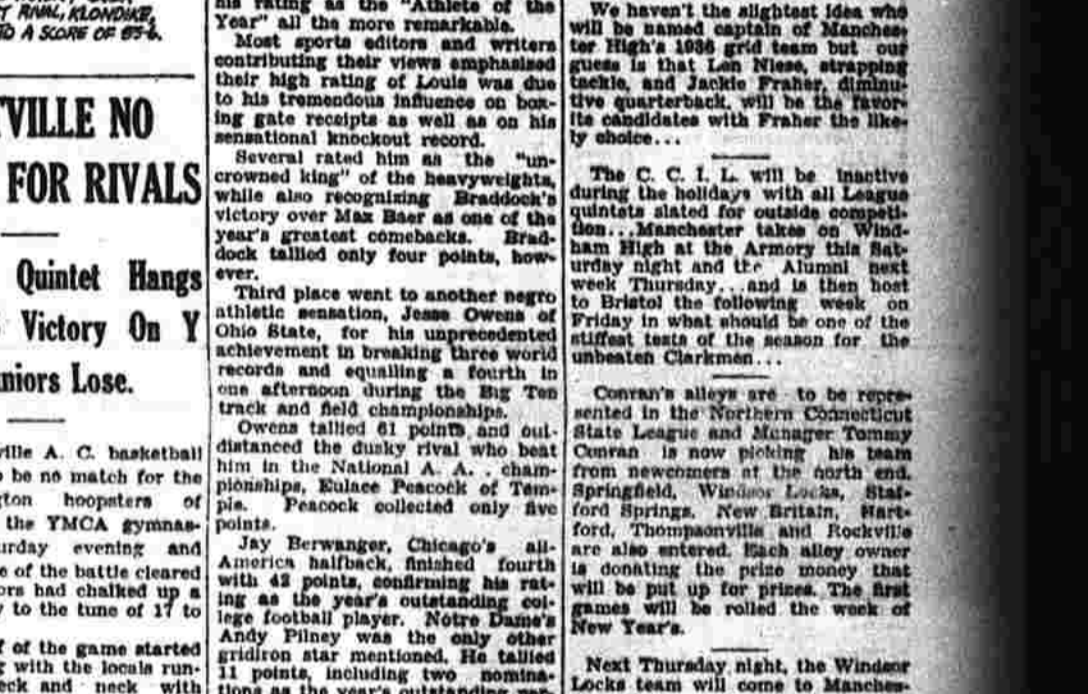 T RIVAL, KLONDIKE,
TO A SCORE OF 85-6.
TVILLE NO
FOR RIVALS
Quintet Hangs
Victory On Y
niors Lose.
ville A. C. basketball
be no match for the
gton hoopsters of
the YMCA gymnas-
urday evening and
e of the battle cleared
ors had chalked up a
y to the tune of 17 to
f of the game started
with the locals run-
eck and neck with
his rating as the "Athlete of the
Year" all the more remarkable.
Most sports editors and writers
contributing their views emphasized
their high rating of Louis was due
to his tremendous influence on box-
ing gate receipts as well as on his
sensational knockout record.
Several rated him as the "un-
crowned king" of the heavyweights,
while also recognizing Braddock's
victory over Max Baer as one of the
year's greatest comebacks. Brad-
dock tallied only four points, how-
ever.
Third place went to another negro
athletic sensation, Jesse Owens of
Ohio State, for his unprecedented
achievement in breaking three world
records and equalling a fourth in
one afternoon during the Big Ten
track and field championships.
Owens tallied 61 points and out-
distanced the dusky rival who beat
him in the National A. A. . cham-
pionships, Eulace Peacock of Tem-
ple. Peacock collected only five
points.
Jay Berwanger, Chicago's all-
America halfback, finished fourth
with 42 points, confirming his rat-
ing as the year's outstanding col-
lege football player. Notre Dame's
Andy Pilney was the only other
gridiron star mentioned. He tallied
11 points, including two nomina-
tions as the year's outstanding per-
We haven't the slightest idea who
will be named captain of Manches-
ter High's 1936 grid team but our
guess is that Len Niese, strapping
tackle, and Jackie Fraher, diminu-
tive quarterback, will be the favor-
ite candidates with Fraher the like-
ly choice...
The C. C. I. L. will be inactive
during the holidays with all League
quintets slated for outside competi-
tion...Manchester takes on Wind-
ham High at the Armory this Sat-
urday night and the Alumni next
week Thursday...and is then host
to Bristol the following week on
Friday in what should be one of the
stiffest tests of the season for the
unbeaten Clarkmen...
Conran's alleys are to be repre-
sented in the Northern Connecticut
State League and Manager Tommy
Conran is now picking his team
from newcomers at the north end.
Springfield, Windsor Locks, Staf-
ford Springs, New Britain, Hart-
ford, Thompsonville and Rockville
are also entered. Each alley owner
is donating the prize money that
will be put up for prizes. The first
games will be rolled the week of
New Year's.
Next Thursday night, the Windsor
Locks team will come to Manches-